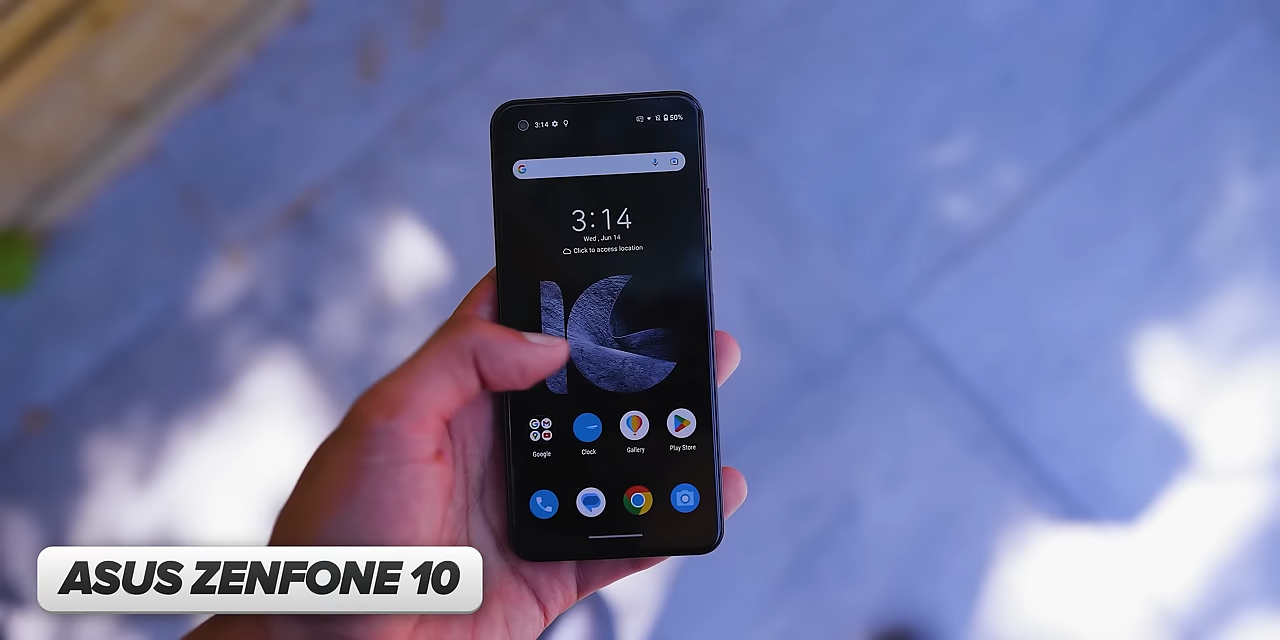 3:14
50%
G
3:14
Wed, Jun 14
Click to access location
10
Google
Clock
Gallery
Play Store
ASUS ZENFONE 10